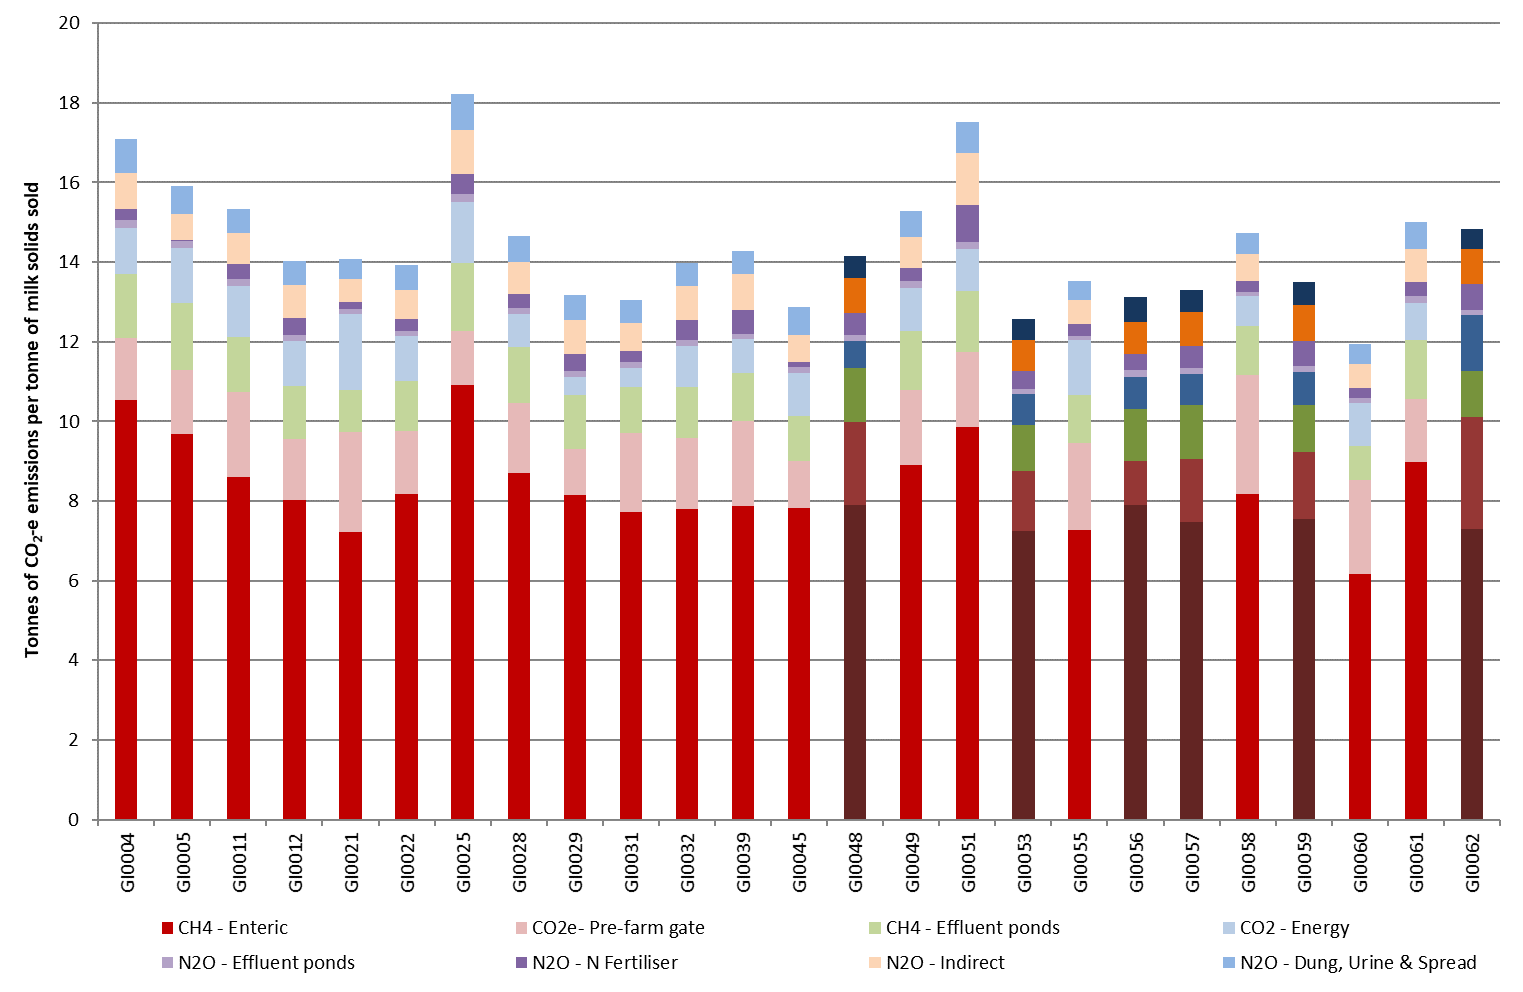 Tonnes of CO2-e emissions per tonne of milk solids sold
20
18
16
14
12
10
8
6
4
2
0
GI0004
GI0005
GI0011
GI0012
GI0021
GI0022
GI0025
GI0028
GI0029
GI0031
GI0032
GI0039
GI0045
GI0048
GI0049
GI0051
GI0053
GI0055
GI0056
GI0057
GI0058
GI0059
GI0060
GI0061
GI0062
CH4 - Enteric
CO2e- Pre-farm gate
CH4 - Effluent ponds
CO2 - Energy
N2O - Effluent ponds
N2O - N Fertiliser
N2O - Indirect
N2O - Dung, Urine & Spread